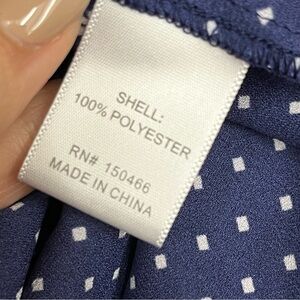 SHELL:
100% POLYESTER
RN# 150466
MADE IN CHINA